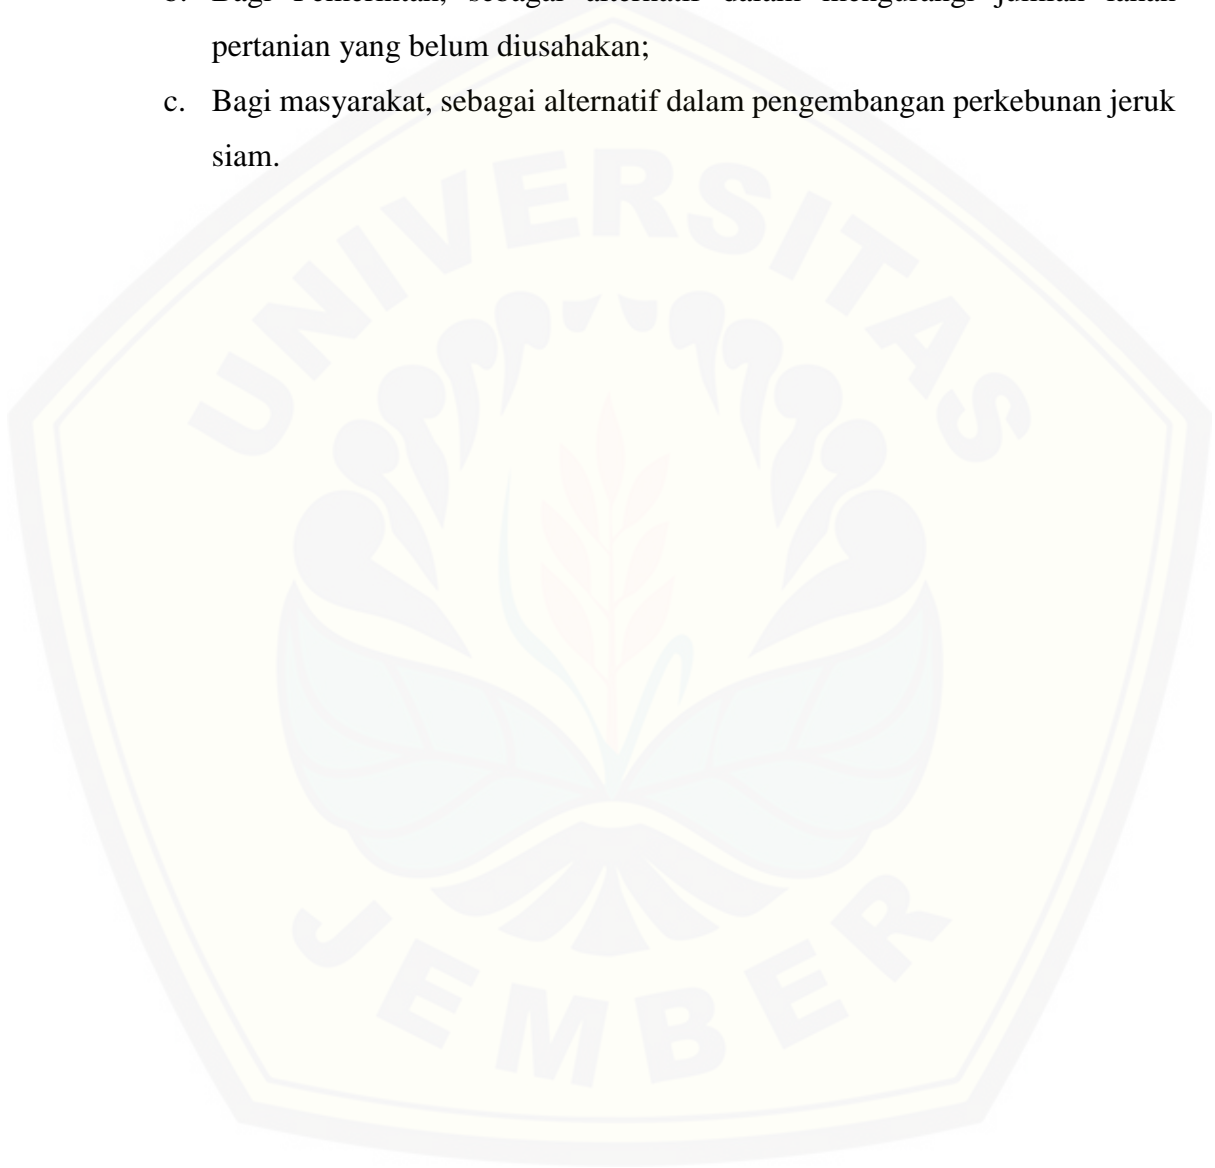 b. Bagi Pemerintah, sebagai alternatif dalam mengurangi jumlah lahan
pertanian yang belum diusahakan;
c. Bagi masyarakat, sebagai alternatif dalam pengembangan perkebunan jeruk
siam.
UNIVERSITAS
JEMBER